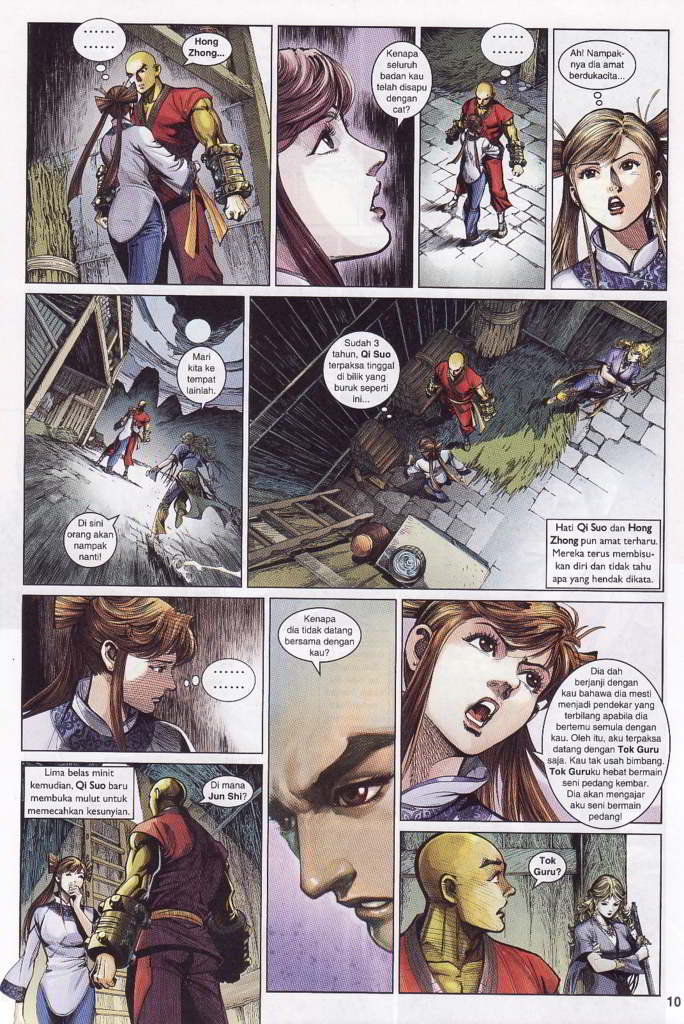 ......
......
Hong
Zhong...
Kenapa
seluruh
badan kau
telah disapu
dengan
cat?
......
......
Ah! Nampak-
nya dia amat
berdukacita...
Mari
kita ke
tempat
lainlah.
Di sini
orang akan
nampak
nanti!
Sudah 3
tahun, Qi Suo
terpaksa tinggal
di bilik yang
buruk seperti
ini...
Hati Qi Suo dan Hong
Zhong pun amat terharu.
Mereka terus membisu-
kan diri dan tidak tahu
apa yang hendak dikata.
......
......
Lima belas minit
kemudian, Qi Suo baru
membuka mulut untuk
memecahkan kesunyian.
Di mana
Jun Shi?
Kenapa
dia tidak datang
bersama dengan
kau?
Dia dah
berjanji dengan
kau bahawa dia mesti
menjadi pendekar yang
terbilang apabiia dia
bertemu semula dengan
kau. Oleh itu, aku terpaksa
datang dengan Tok Guru
saja. Kau tak usah bimbang.
Tok Guruku hebat bermain
seni pedang kembar.
Dia akan mengajar
aku seni bermain
pedang!
Tok
Guru?
10